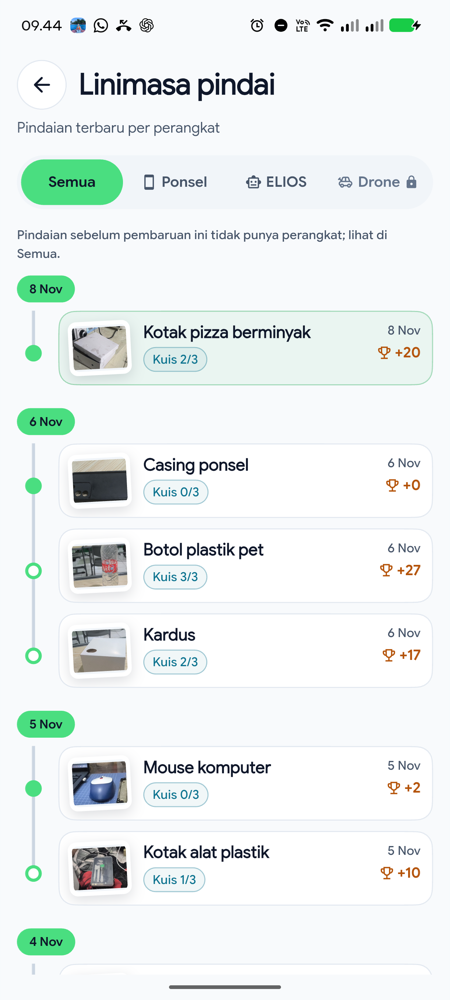 09.44
Vo LTE
Linimasa pindai
Pindaian terbaru per perangkat
Semua
Ponsel
ELIOS
Drone
Pindaian sebelum pembaruan ini tidak punya perangkat; lihat di
Semua.
8 Nov
Kotak pizza berminyak
8 Nov
Kuis 2/3
+20
6 Nov
Casing ponsel
6 Nov
Kuis 0/3
+0
Botol plastik pet
6 Nov
Kuis 3/3
+27
Kardus
6 Nov
Kuis 2/3
+17
5 Nov
Mouse komputer
5 Nov
Kuis 0/3
+2
Kotak alat plastik
5 Nov
Kuis 1/3
+10
4 Nov